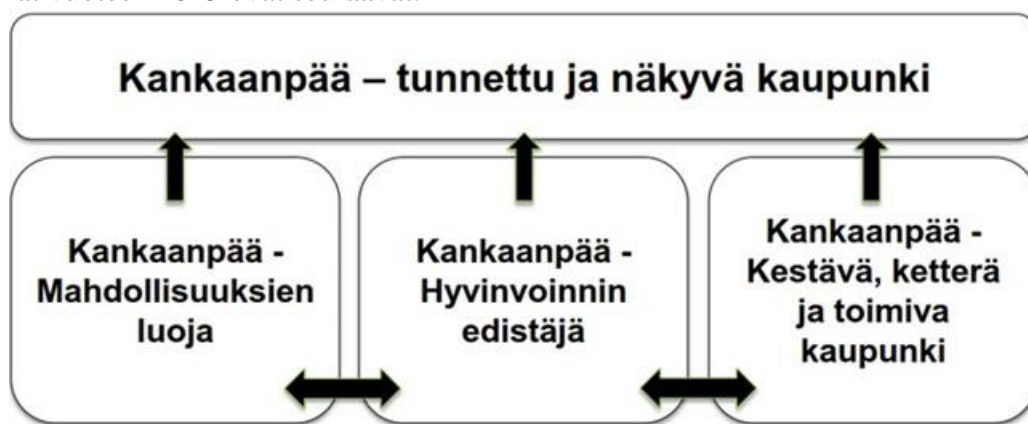 Kankaanpää – tunnettu ja näkyvä kaupunki
Kankaanpää -
Mahdollisuuksien
luoja
Kankaanpää -
Hyvinvoinnin
edistäjä
Kankaanpää -
Kestävä, ketterä
ja toimiva
kaupunki